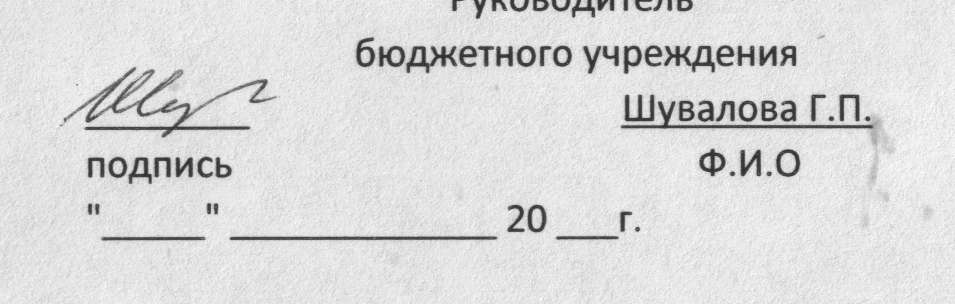 Руководитель
бюджетного учреждения
Шувалова Г.П.
подпись Ф.И.О
"_____" _____________ 20 ___г.